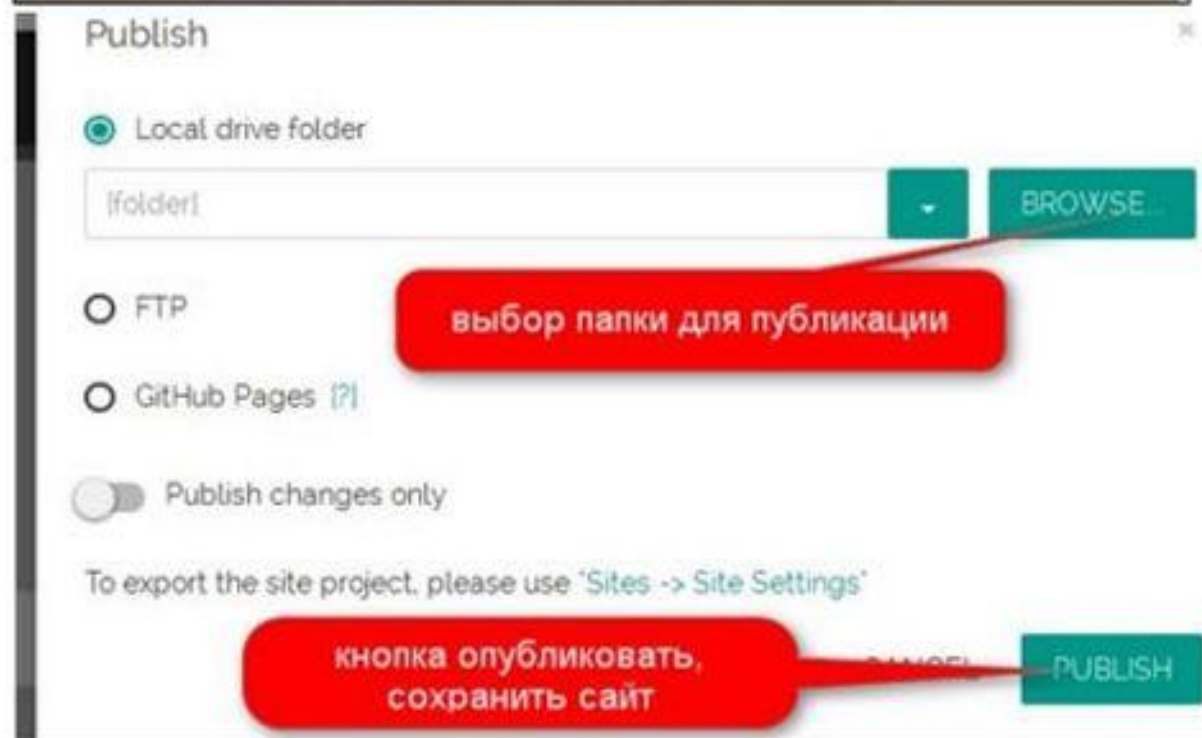 Publish
Local drive folder
[folder]
BROWSE...
выбор папки для публикации
FTP
GitHub Pages [?]
Publish changes only
To export the site project, please use "Sites -> Site Settings"
кнопка опубликовать,
сохранить сайт
CANCEL
PUBLISH